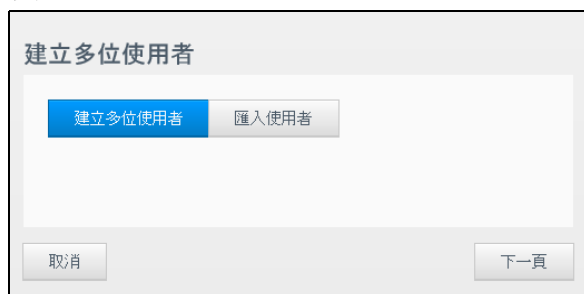 建立多位使用者
建立多位使用者 匯入使用者
取消 下一頁